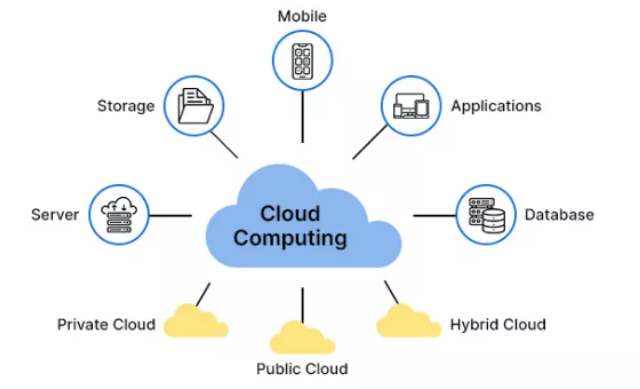 Mobile
Storage
Applications
Server
Cloud
Computing
Database
Private Cloud
Public Cloud
Hybrid Cloud